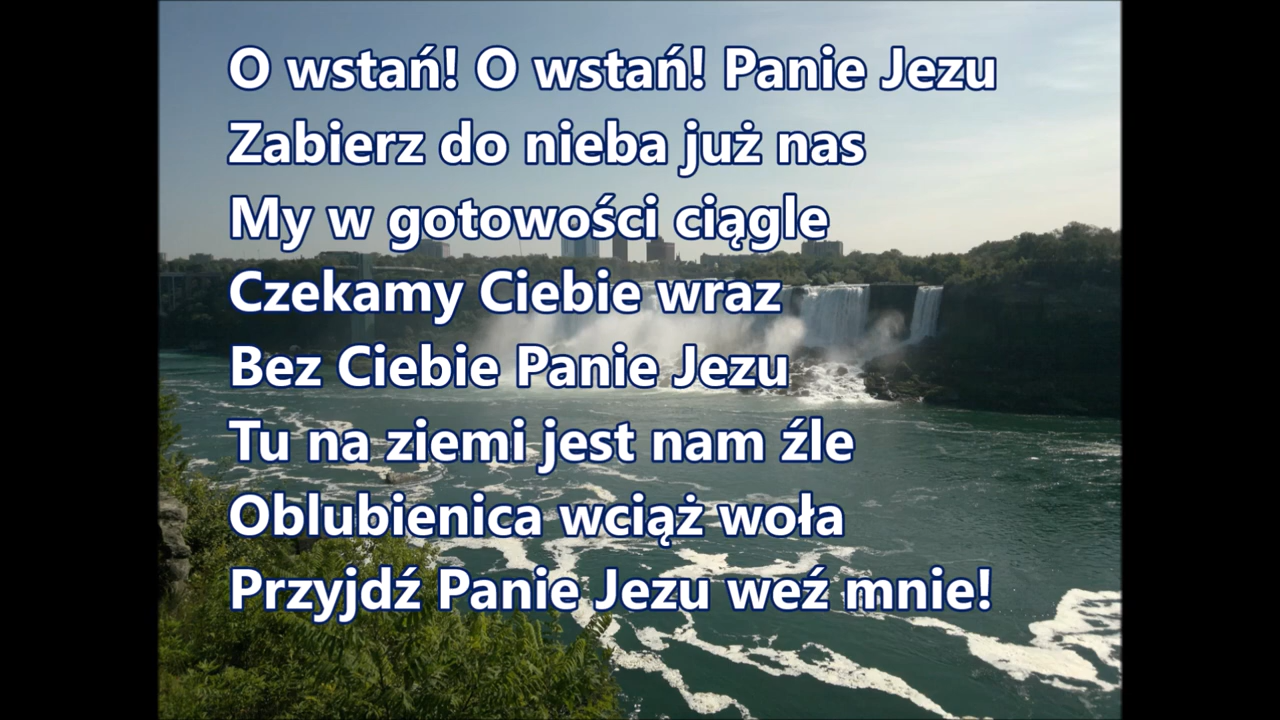 O wstań! O wstań! Panie Jezu
Zabierz do nieba już nas
My w gotowości ciągle
Czekamy Ciebie wraz
Bez Ciebie Panie Jezu
Tu na ziemi jest nam źle
Oblubienica wciąż woła
Przyjdź Panie Jezu weź mnie!